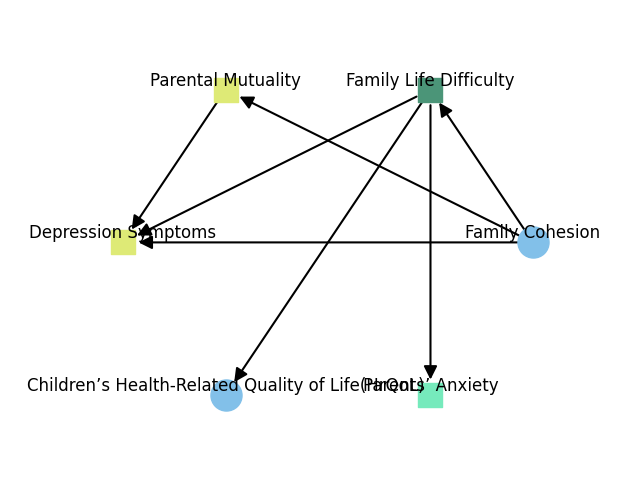 Parental Mutuality
Family Life Difficulty
Depression Symptoms
Family Cohesion
Children’s Health-Related Quality of Life (HrQoL)
Parents’ Anxiety